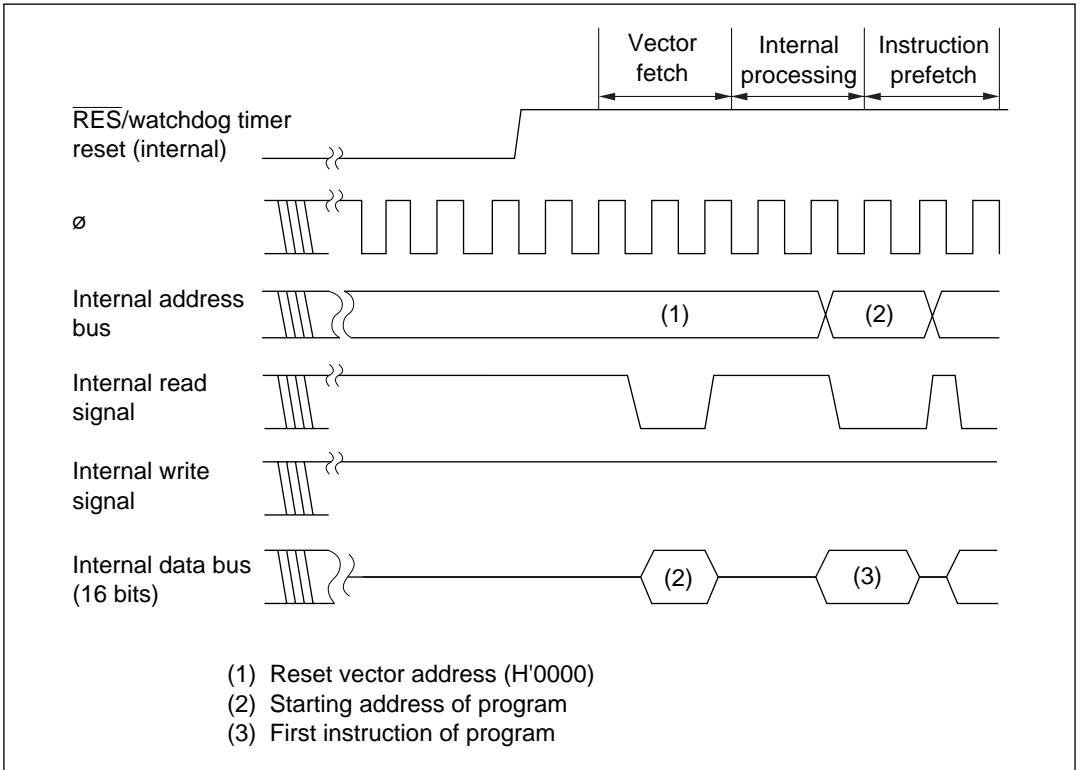 Vector
fetch
Internal
processing
Instruction
prefetch
RES/watchdog timer
reset (internal)
ø
Internal address
bus
(1)
(2)
Internal read
signal
Internal write
signal
Internal data bus
(16 bits)
(2)
(3)
(1) Reset vector address (H'0000)
(2) Starting address of program
(3) First instruction of program